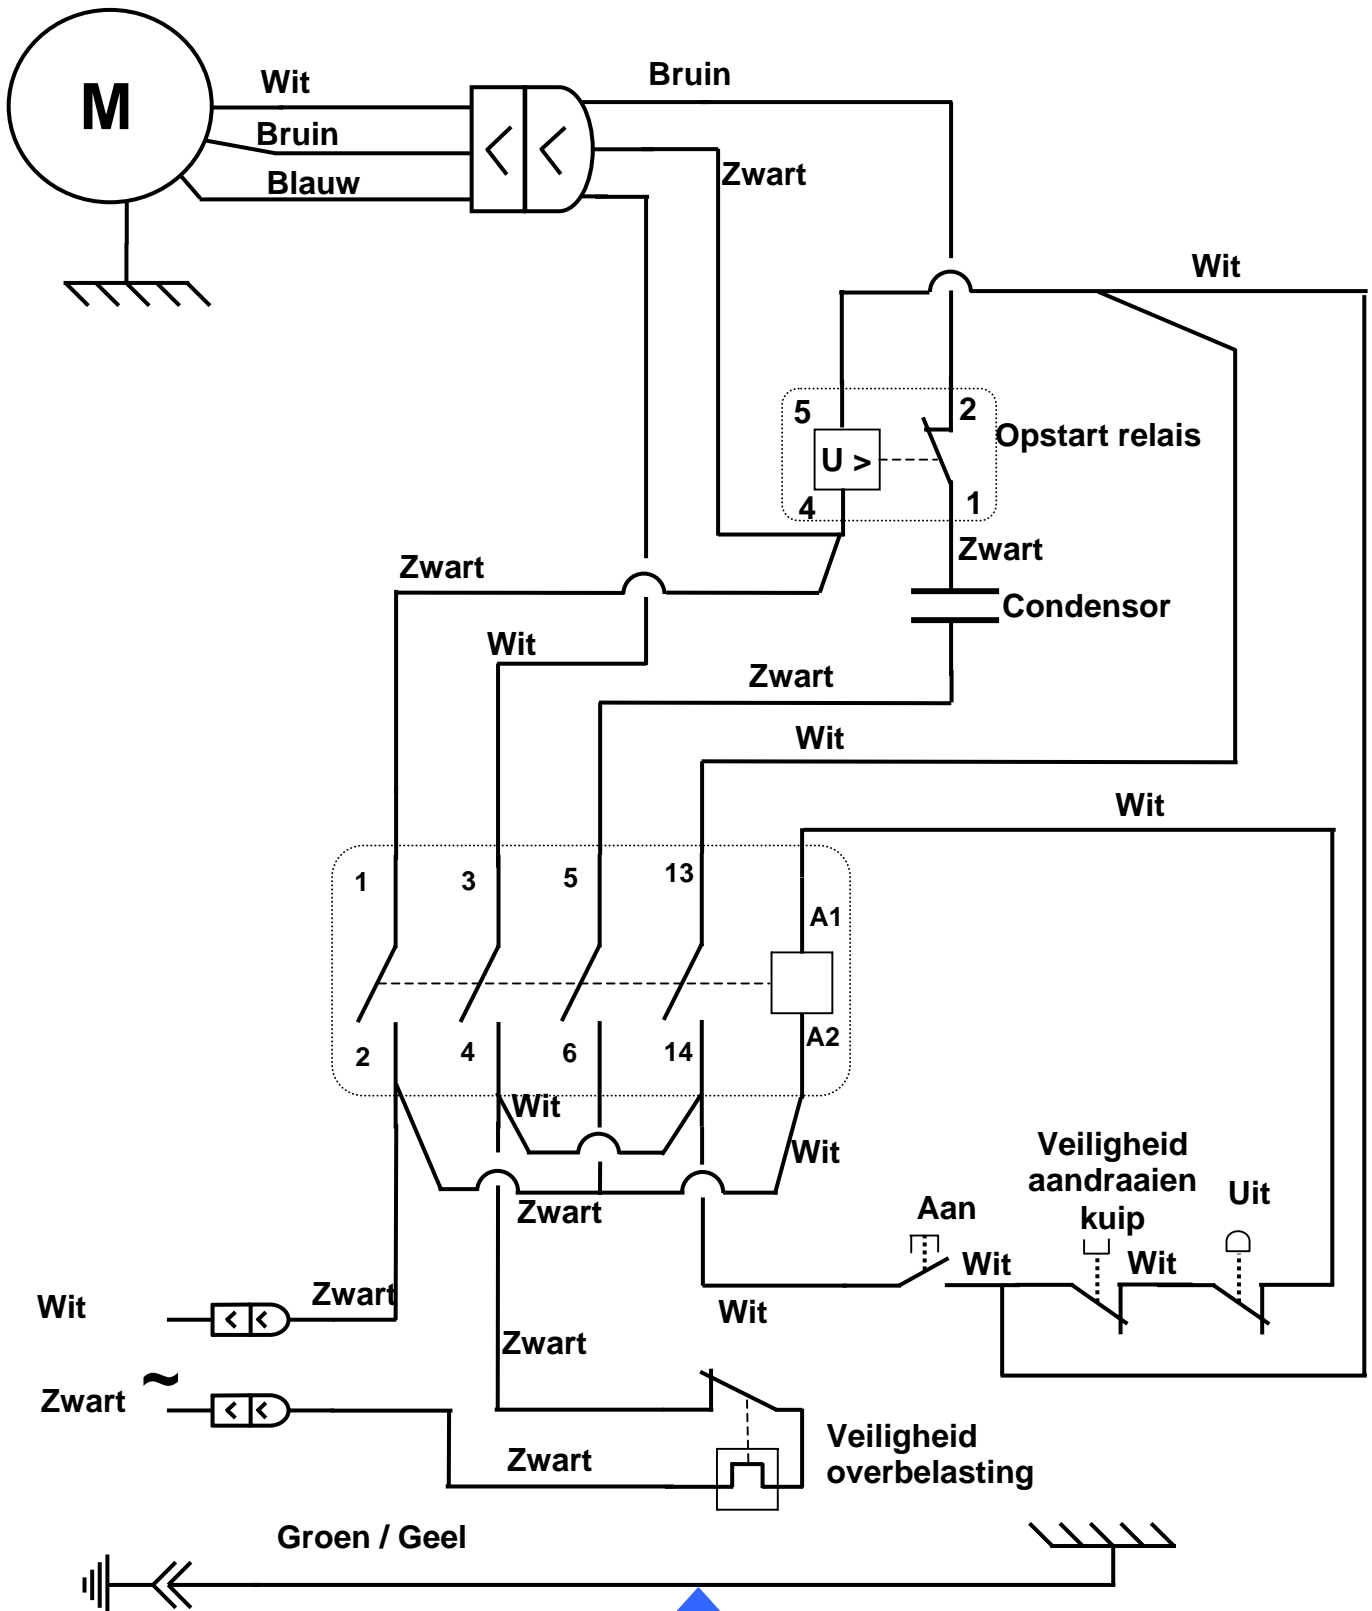 Bruin
Wit
M
Bruin
Zwart
Blauw
Wit
5
2
Opstart relais
U >
4
1
Zwart
Zwart
Condensor
Wit
Zwart
Wit
Wit
1
3
5
13
A1
2
4
6
14
A2
Wit
Wit
Veiligheid
aandraaien
kuip
Uit
Zwart
Aan
Wit
Wit
Wit
Zwart
Wit
Zwart
~
Zwart
Veiligheid
overbelasting
Zwart
Groen / Geel